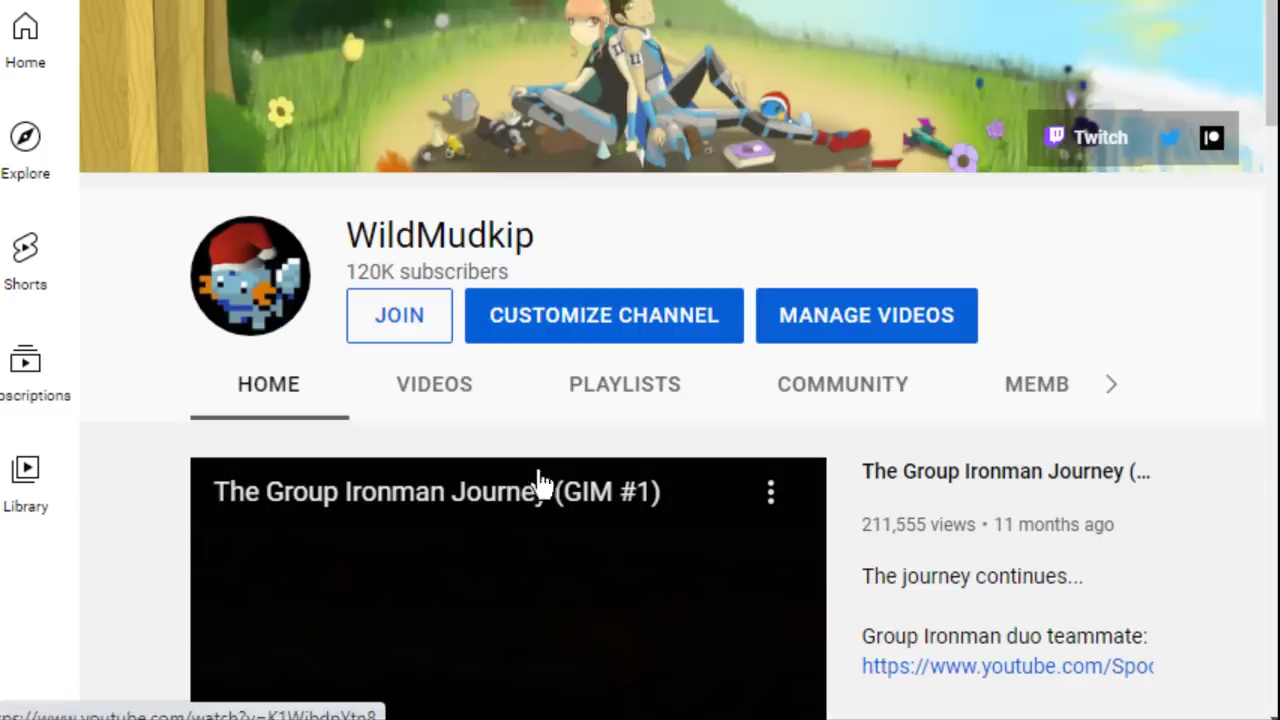 Home
Explore
Shorts
oscriptions
Library
Twitch
WildMudkip
120K subscribers
JOIN
CUSTOMIZE CHANNEL
MANAGE VIDEOS
HOME
VIDEOS
PLAYLISTS
COMMUNITY
MEMB
The Group Ironman Journey (GIM #1)
The Group Ironman Journey (...
211,555 views • 11 months ago
The journey continues...
Group Ironman duo teammate:
https://www.youtube.com/Spoo